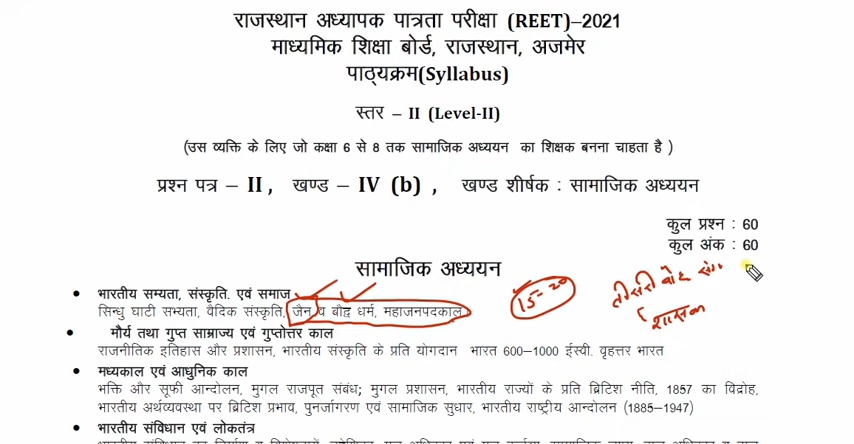 राजस्थान अध्यापक पात्रता परीक्षा (REET)–2021
माध्यमिक शिक्षा बोर्ड, राजस्थान, अजमेर
पाठ्यक्रम(Syllabus)
स्तर – II (Level-II)
(उस व्यक्ति के लिए जो कक्षा 6 से 8 तक सामाजिक अध्ययन का शिक्षक बनना चाहता है )
प्रश्न पत्र – II , खण्ड – IV (b) , खण्ड शीर्षक : सामाजिक अध्ययन
कुल प्रश्न : 60
कुल अंक : 60
सामाजिक अध्ययन
15-20
तीसरी बौद्ध
शासक
• भारतीय सभ्यता, संस्कृति. एवं समाज
सिन्धु घाटी सभ्यता, वैदिक संस्कृति, जैन व बौद्व धर्म, महाजनपदकाल
• मौर्य तथा गुप्त साम्राज्य एवं गुप्तोत्तर काल
राजनीतिक इतिहास और प्रशासन, भारतीय संस्कृति के प्रति योगदान भारत 600–1000 ईस्वी. वृहत्तर भारत
• मध्यकाल एवं आधुनिक काल
भक्ति और सूफी आन्दोलन, मुगल राजपूत संबंध; मुगल प्रशासन, भारतीय राज्यों के प्रति ब्रिटिश नीति, 1857 का विद्रोह,
भारतीय अर्थव्यवस्था पर ब्रिटिश प्रभाव, पुनर्जागरण एवं सामाजिक सुधार, भारतीय राष्ट्रीय आन्दोलन (1885–1947)
• भारतीय संविधान एवं लोकतंत्र